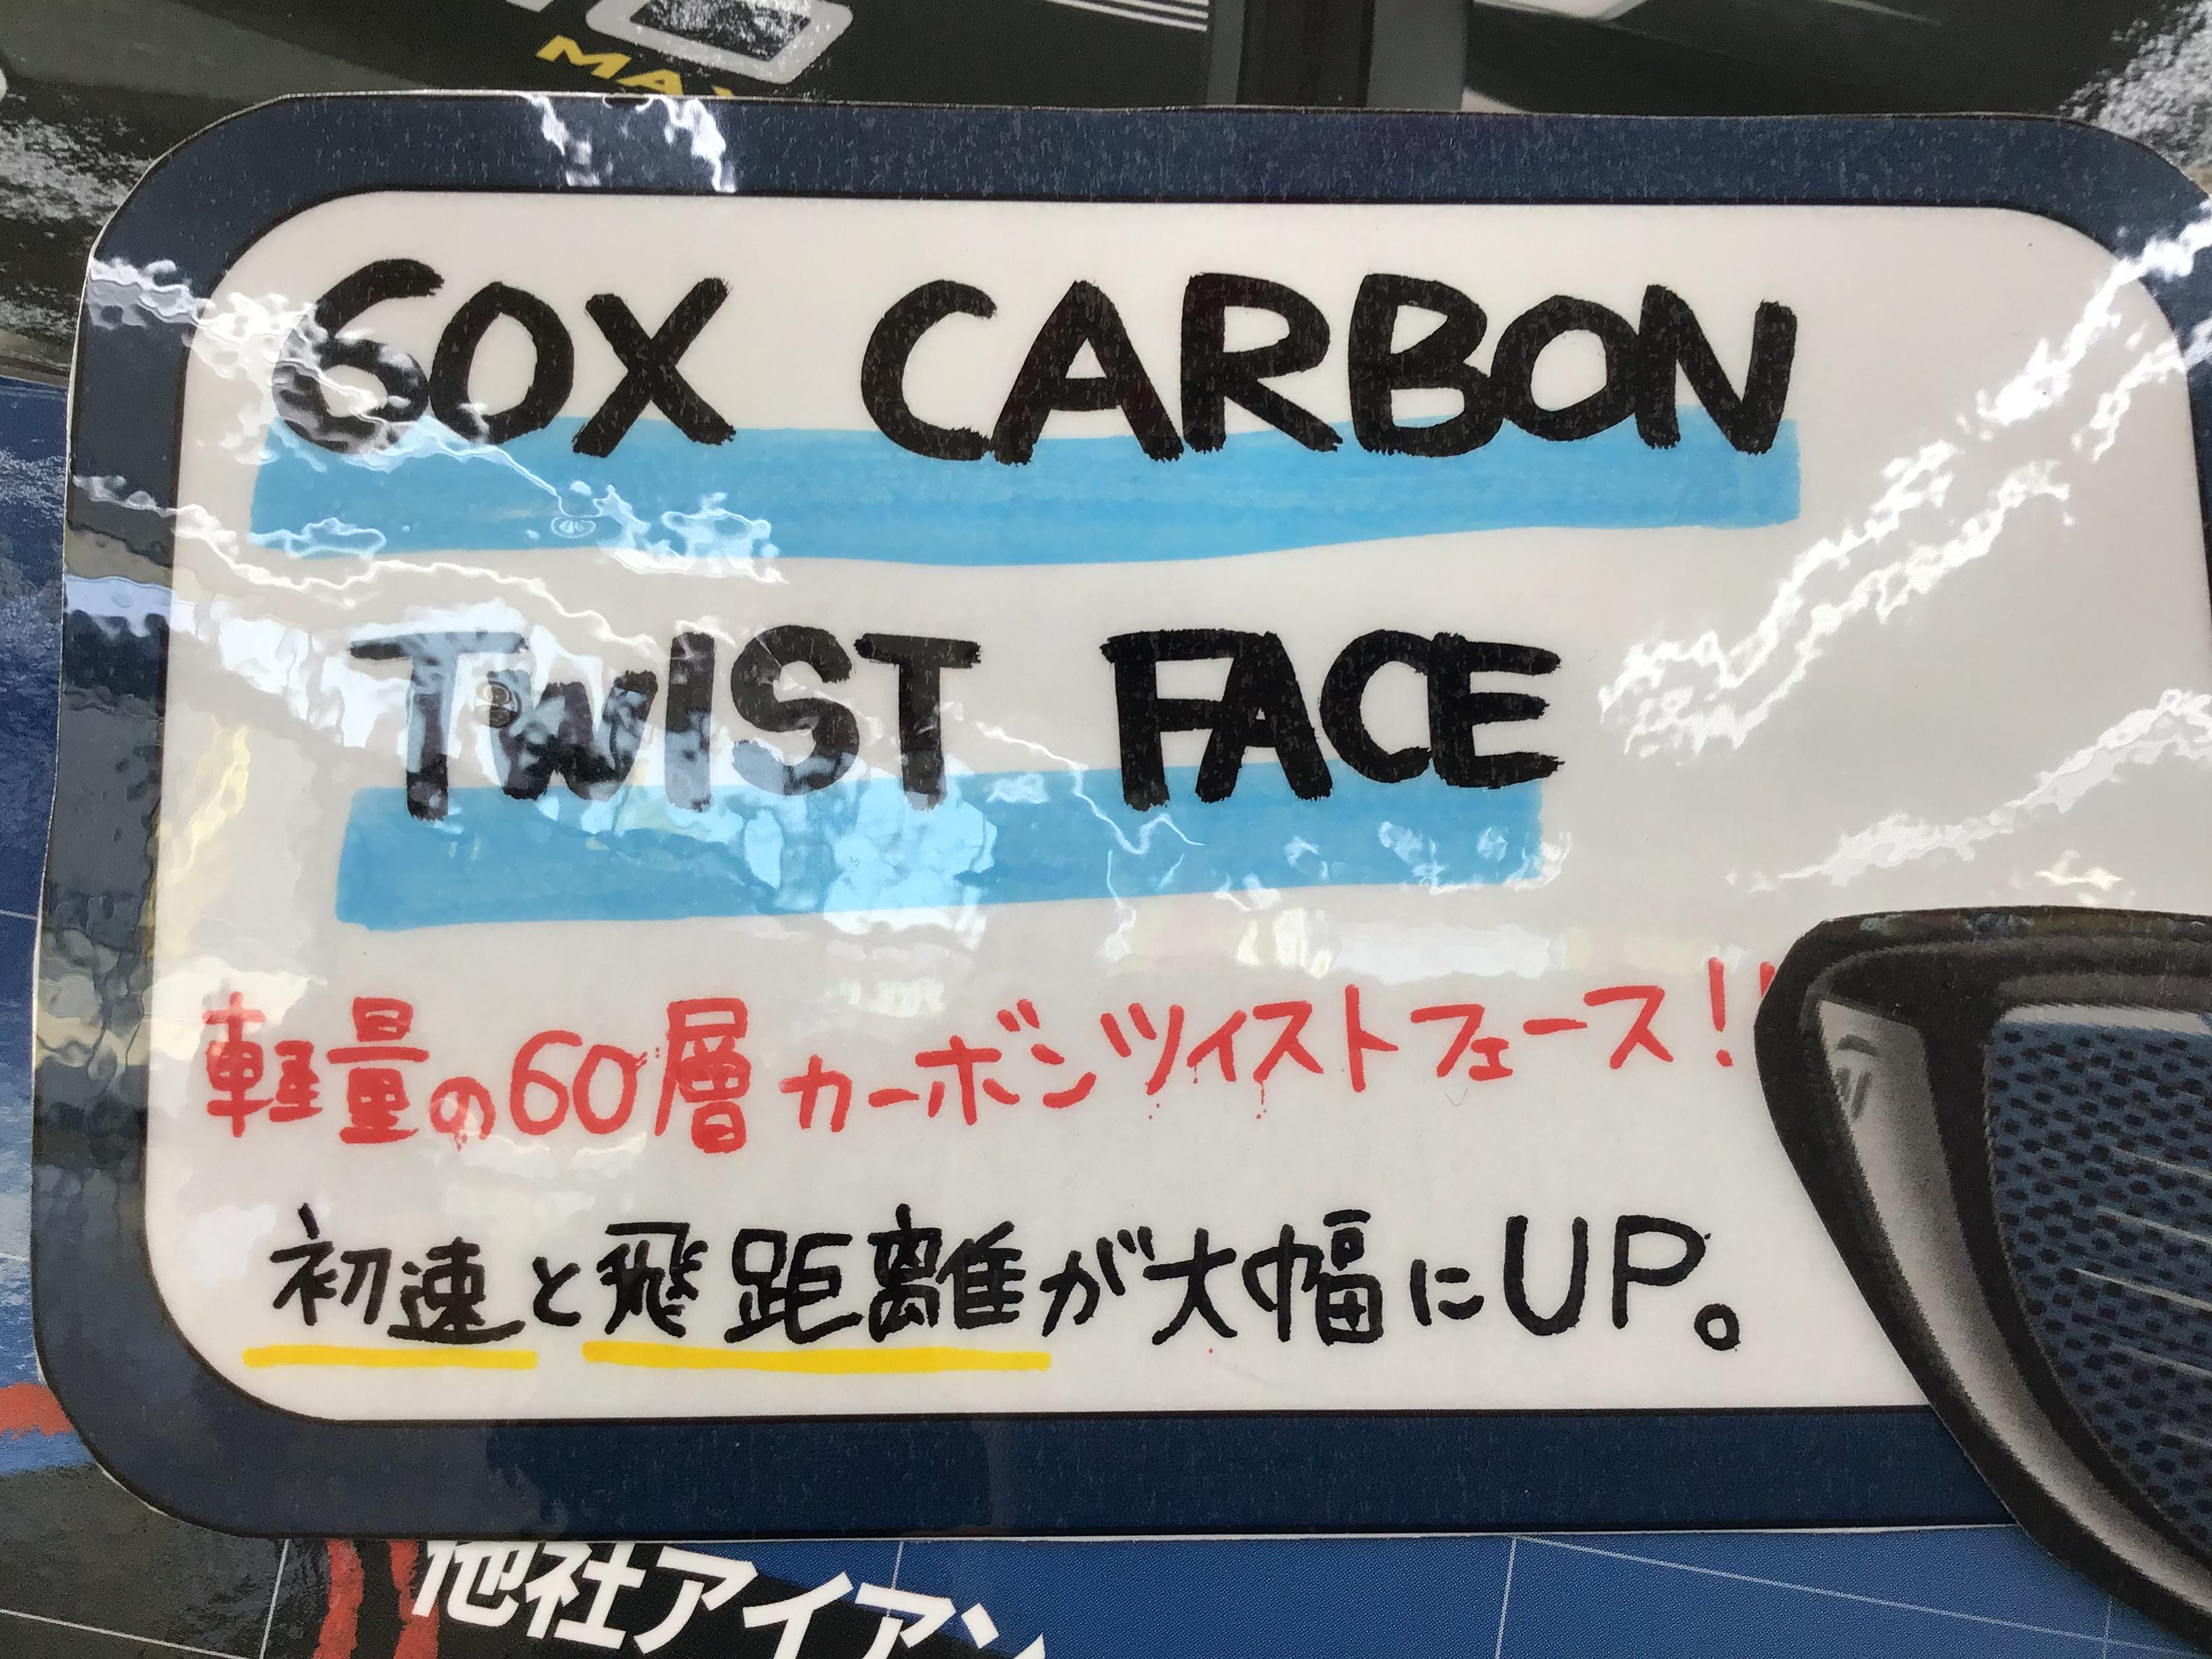 60X CARBON
TWIST FACE
軽量の60層カーボンツイストフェース!!
初速と飛距離が大幅にUP。
他社アイアン